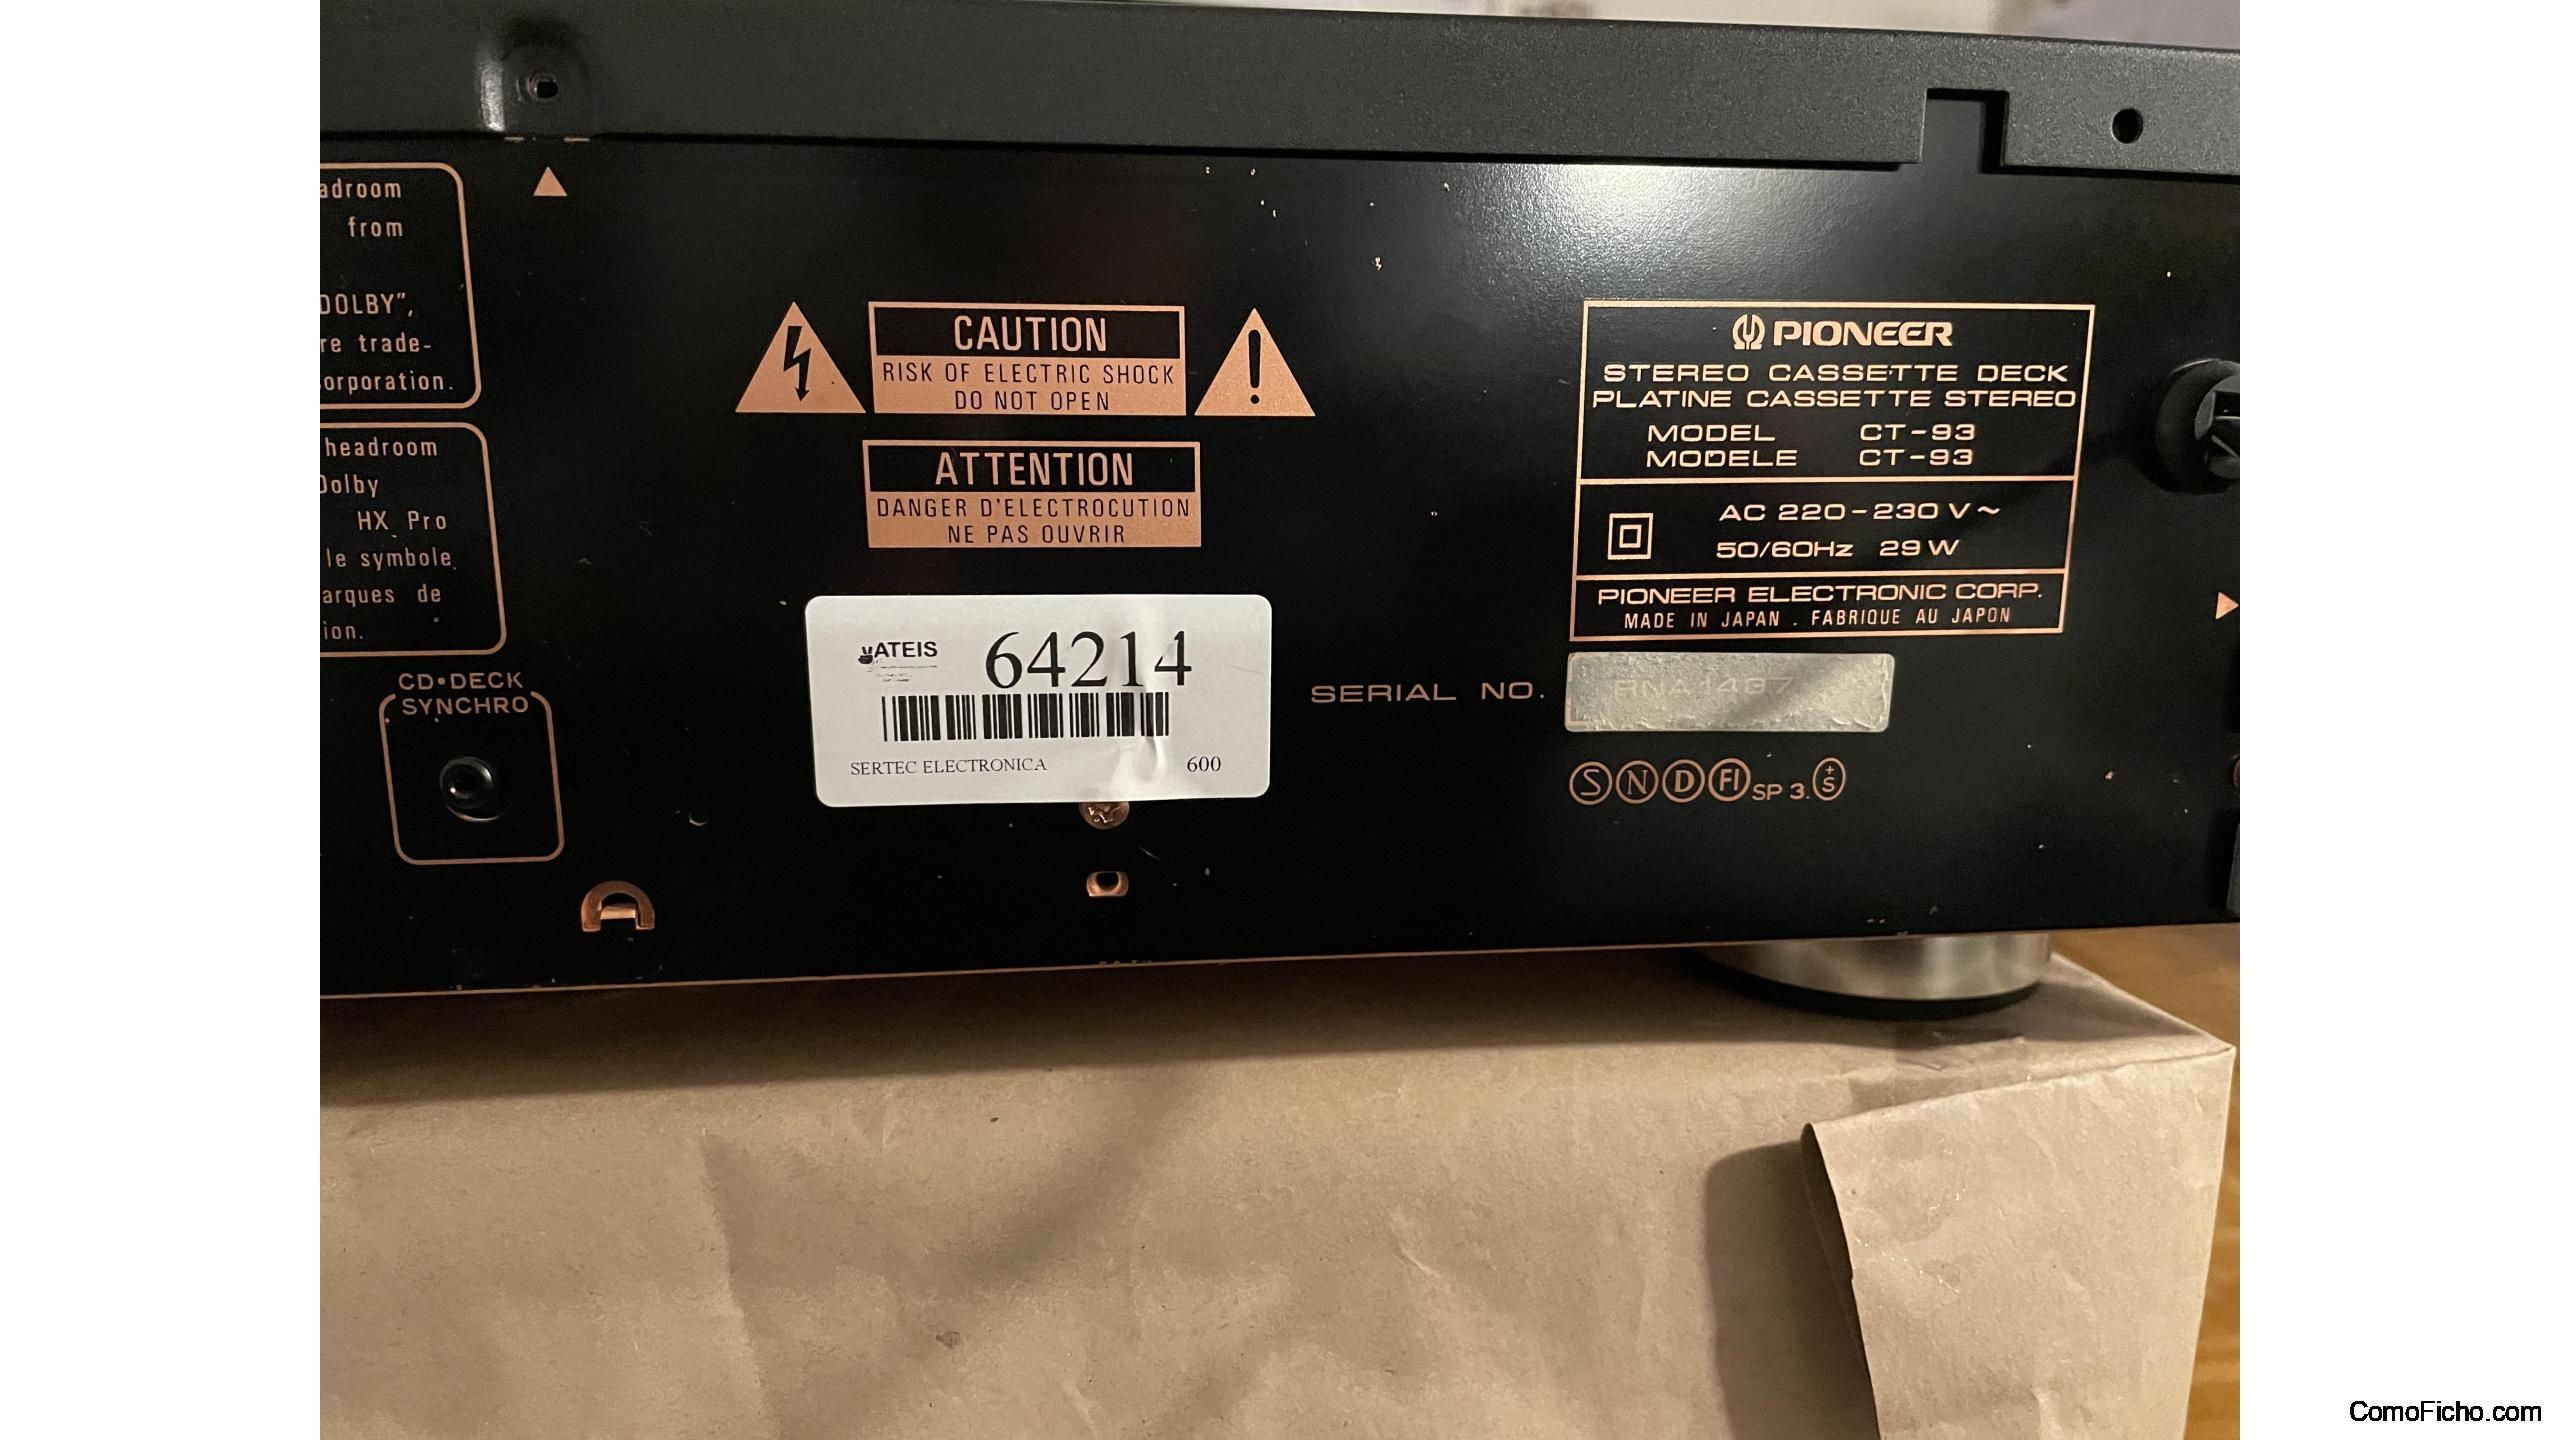 adroom
from
DOLBY",
re trade-
orporation.
headroom
Dolby
HX Pro
le symbole
arques de
ion.
CD•DECK
SYNCHRO
CAUTION
RISK OF ELECTRIC SHOCK
DO NOT OPEN
ATTENTION
DANGER D'ELECTROCUTION
NE PAS OUVRIR
ATEIS 64214
SERTEC ELECTRONICA 600
PIONEER
STEREO CASSETTE DECK
PLATINE CASSETTE STEREO
MODEL CT-93
MODELE CT-93
AC 220-230 V~
50/60Hz 29 W
PIONEER ELECTRONIC CORP.
MADE IN JAPAN . FABRIQUE AU JAPON
SERIAL NO.
S N D FI SP 3. +S
ComoFicho.com